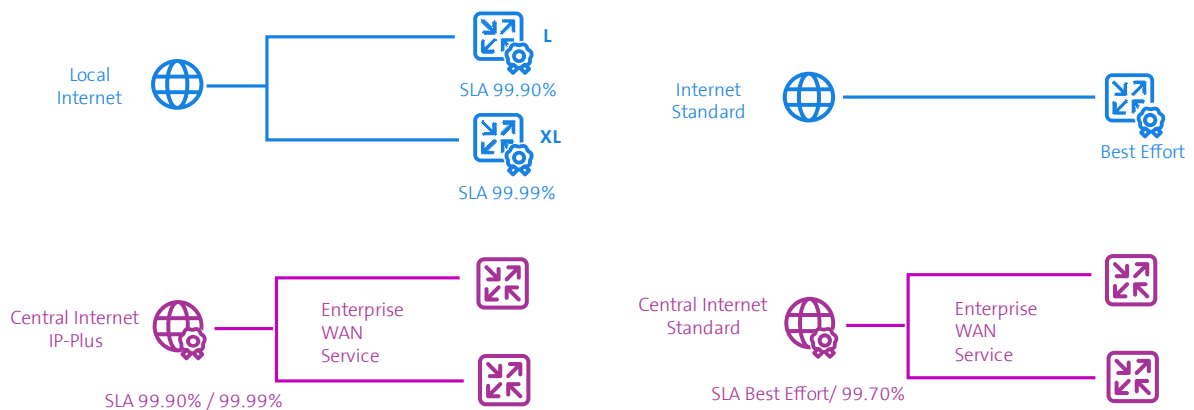 Local
Internet
L
SLA 99.90%
XL
SLA 99.99%
Internet
Standard
Best Effort
Central Internet
IP-Plus
Enterprise
WAN
Service
SLA 99.90% / 99.99%
Central Internet
Standard
Enterprise
WAN
Service
SLA Best Effort/ 99.70%